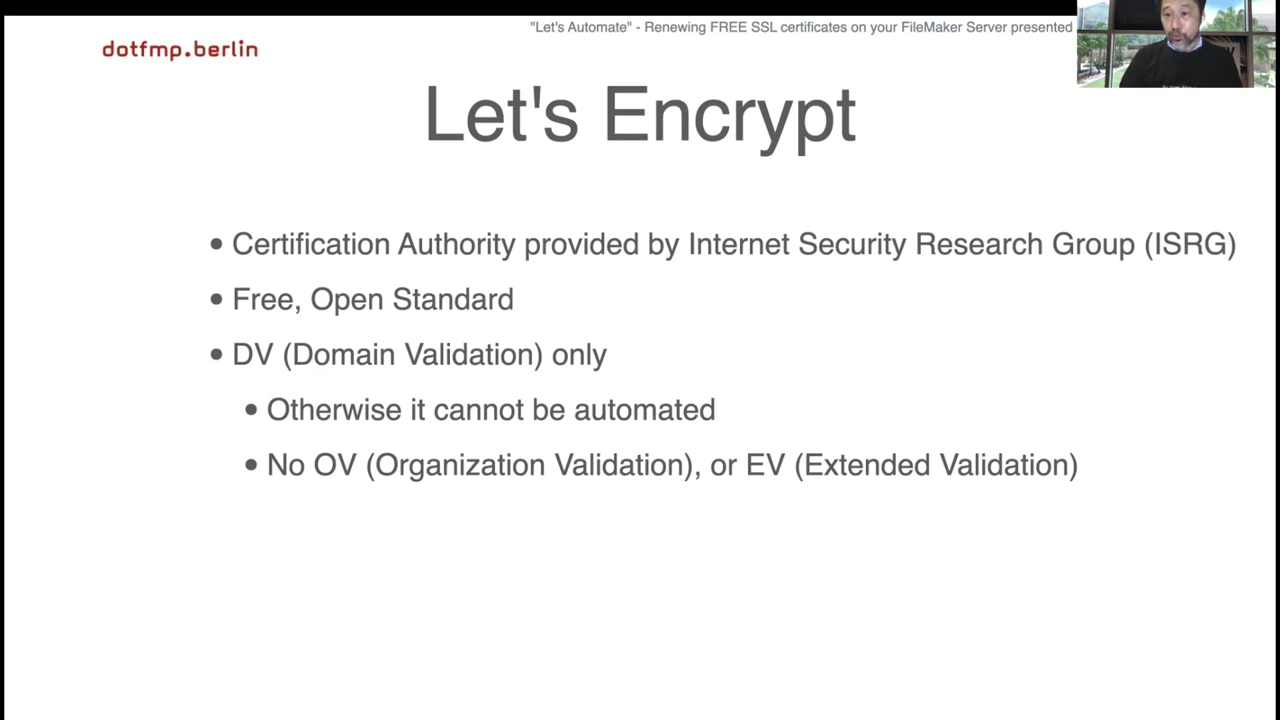 "Let's Automate" - Renewing FREE SSL certificates on your FileMaker Server presented
dotfmp.berlin
Let's Encrypt
• Certification Authority provided by Internet Security Research Group (ISRG)
• Free, Open Standard
• DV (Domain Validation) only
• Otherwise it cannot be automated
• No OV (Organization Validation), or EV (Extended Validation)